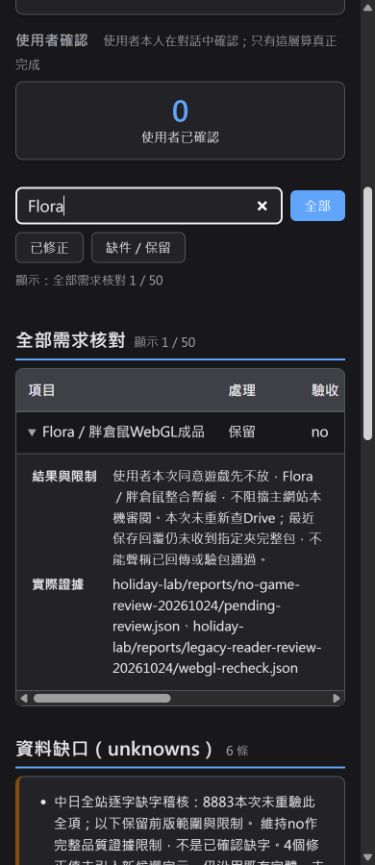 使用者確認 使用者本人在對話中確認；只有這層算真正
完成
0
使用者已確認
Flora
全部
已修正 缺件 / 保留
顯示：全部需求核對 1 / 50
全部需求核對 顯示 1 / 50
項目 處理 驗收
Flora / 胖倉鼠WebGL成品 保留 no
結果與限制 使用者本次同意遊戲先不放，Flora
/ 胖倉鼠整合暫緩，不阻擋主網站本
機審閱。本次未重新查Drive；最近
保存回覆仍未收到指定夾完整包，不
能聲稱已回傳或驗包通過。
實際證據 holiday-lab/reports/no-game-
review-20261024/pending-
review.json、holiday-
lab/reports/legacy-reader-review-
20261024/webgl-recheck.json
資料缺口（unknowns） 6 條
• 中日全站逐字缺字稽核：8883本次未重驗此
全項；以下保留前版範圍與限制。 維持no作
完整品質證據限制，不是已確認缺字。4個修